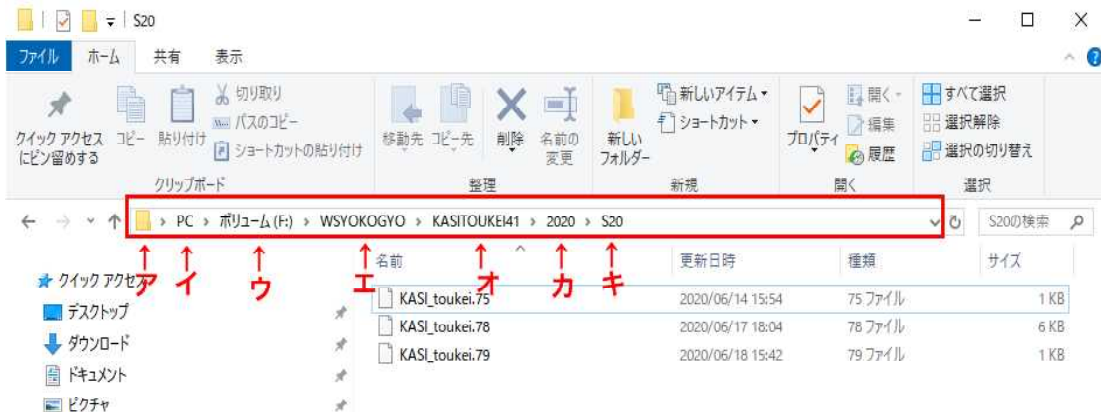 S20
ファイル ホーム 共有 表示
クイック アクセスにピン留めする
コピー
貼り付け
切り取り
パスのコピー
ショートカットの貼り付け
クリップボード
移動先
コピー先
削除
名前の変更
整理
新しいフォルダー
新しいアイテム
ショートカット
新規
プロパティ
開く
編集
履歴
開く
すべて選択
選択解除
選択の切り替え
選択
PC › ボリューム (F:) › WSYOKOGYO › KASITOUKEI41 › 2020 › S20
S20の検索
ア イ ウ エ オ カ キ
クイック アクセス
デスクトップ
ダウンロード
ドキュメント
ピクチャ
名前 更新日時 種類 サイズ
KASI_toukei.75 2020/06/14 15:54 75 ファイル 1 KB
KASI_toukei.78 2020/06/17 18:04 78 ファイル 6 KB
KASI_toukei.79 2020/06/18 15:42 79 ファイル 1 KB